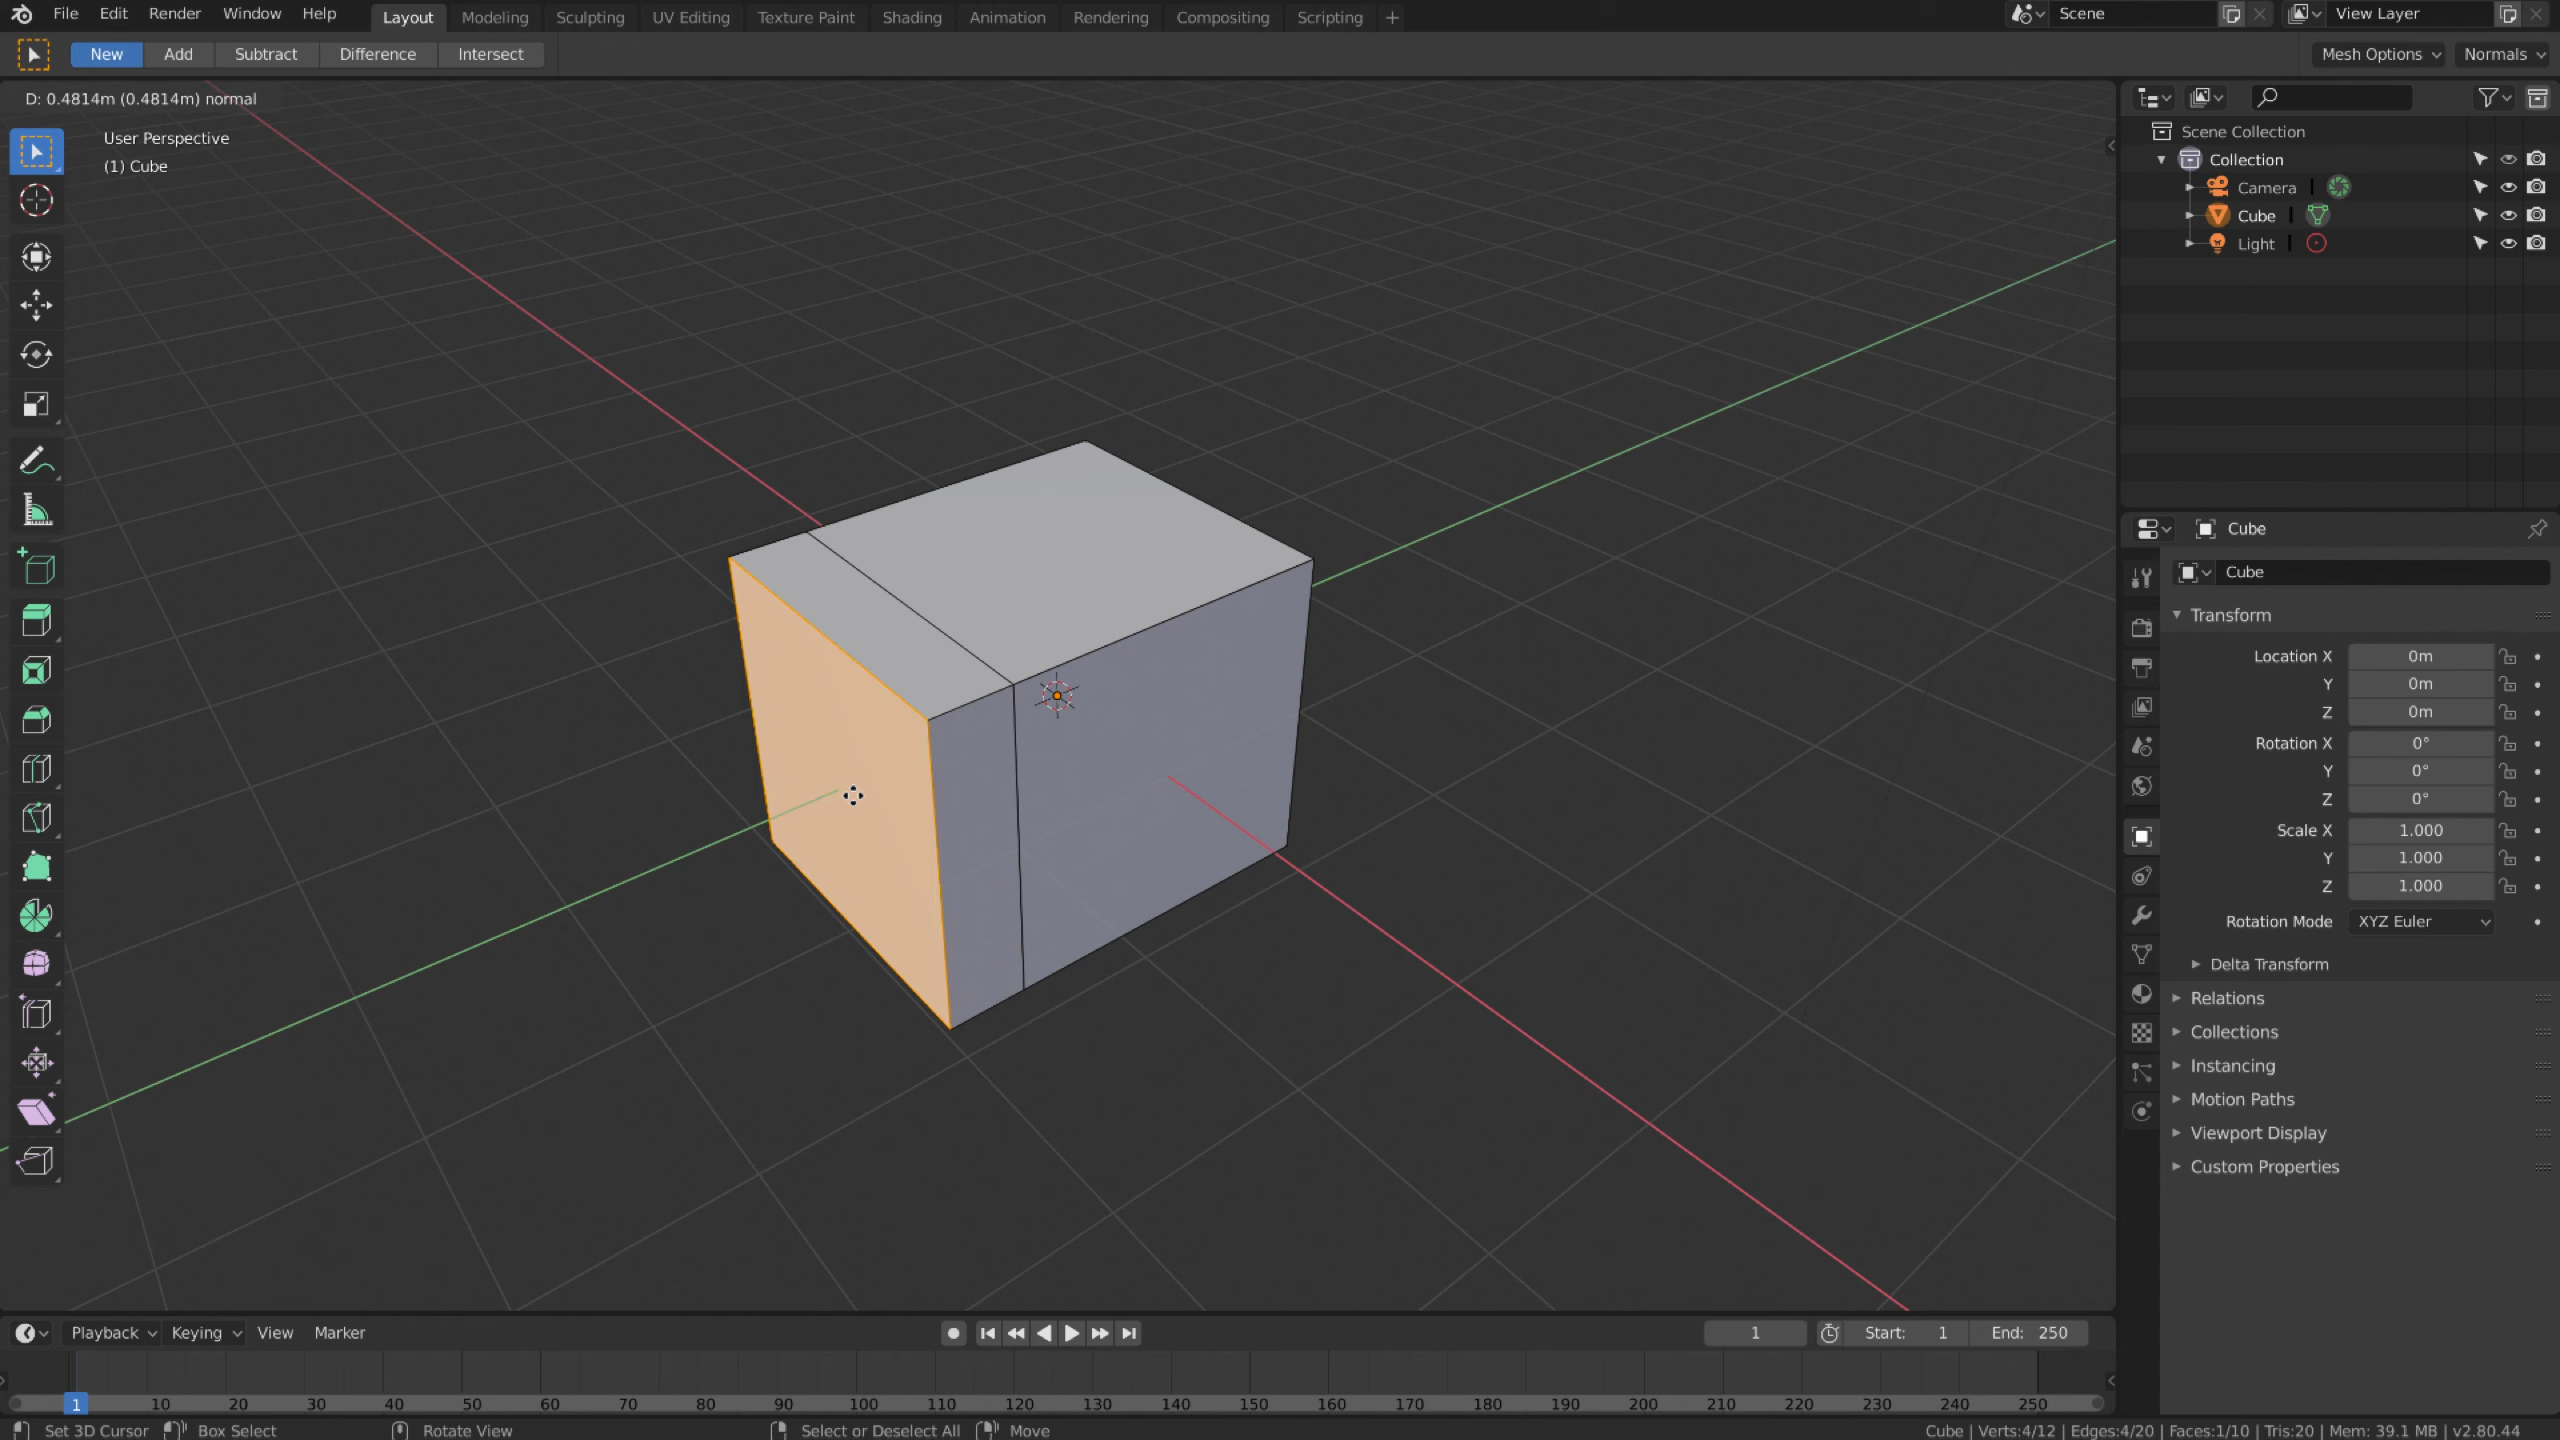 File Edit Render Window Help Layout Modeling Sculpting UV Editing Texture Paint Shading Animation Rendering Compositing Scripting + Scene View Layer
New Add Subtract Difference Intersect Mesh Options Normals
D: 0.4814m (0.4814m) normal
User Perspective
(1) Cube
Scene Collection
Collection
Camera
Cube
Light
Cube
Cube
Transform
Location X 0m
Y 0m
Z 0m
Rotation X 0°
Y 0°
Z 0°
Scale X 1.000
Y 1.000
Z 1.000
Rotation Mode XYZ Euler
Delta Transform
Relations
Collections
Instancing
Motion Paths
Viewport Display
Custom Properties
Playback Keying View Marker 1 Start: 1 End: 250
1 10 20 30 40 50 60 70 80 90 100 110 120 130 140 150 160 170 180 190 200 210 220 230 240 250
Set 3D Cursor Box Select Rotate View Select or Deselect All Move Cube | Verts:4/12 | Edges:4/20 | Faces:1/10 | Tris:20 | Mem: 39.1 MB | v2.80.44